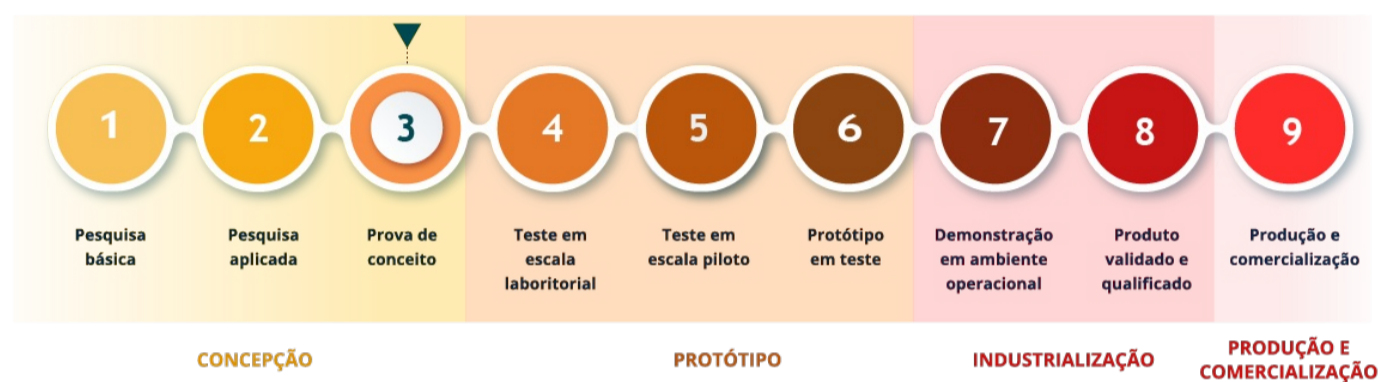 1
2
3
4
5
6
7
8
9
Pesquisa
básica
Pesquisa
aplicada
Prova de
conceito
Teste em
escala
laboritorial
Teste em
escala piloto
Protótipo
em teste
Demonstração
em ambiente
operacional
Produto
validado e
qualificado
Produção e
comercialização
CONCEPÇÃO
PROTÓTIPO
INDUSTRIALIZAÇÃO
PRODUÇÃO E
COMERCIALIZAÇÃO